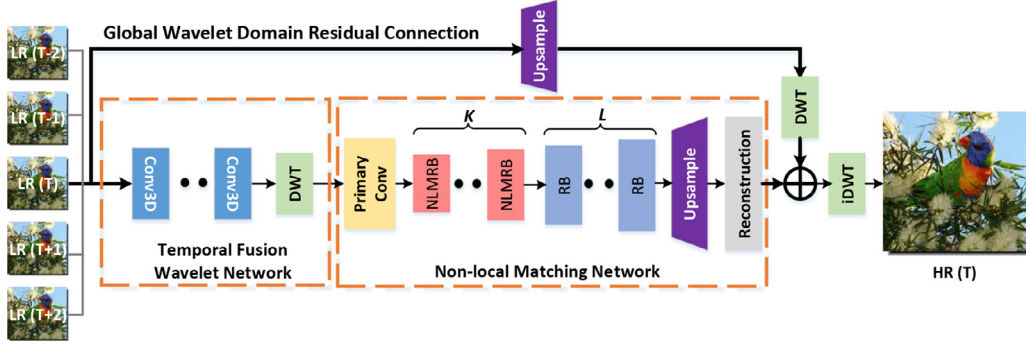 Global Wavelet Domain Residual Connection
Upsample
LR (T-2)
LR (T-1)
LR (T)
LR (T+1)
LR (T+2)
Conv3D
Conv3D
DWT
Temporal Fusion
Wavelet Network
Primary
Conv
K
NLMRB
NLMRB
L
RB
RB
Upsample
Reconstruction
Non-local Matching Network
DWT
iDWT
HR (T)